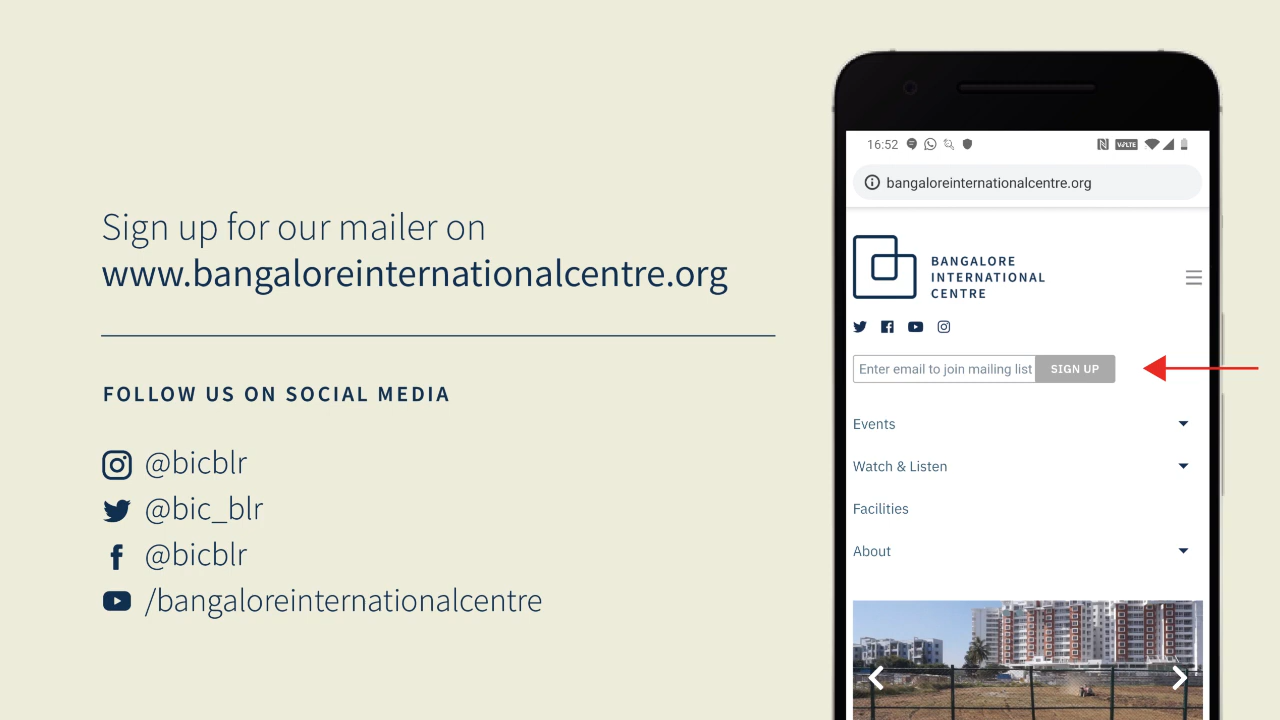 Sign up for our mailer on
www.bangaloreinternationalcentre.org
FOLLOW US ON SOCIAL MEDIA
@bicblr
@bic_blr
@bicblr
/bangaloreinternationalcentre
16:52
VoLTE
bangaloreinternationalcentre.org
BANGALORE
INTERNATIONAL
CENTRE
Enter email to join mailing list SIGN UP
Events
Watch & Listen
Facilities
About